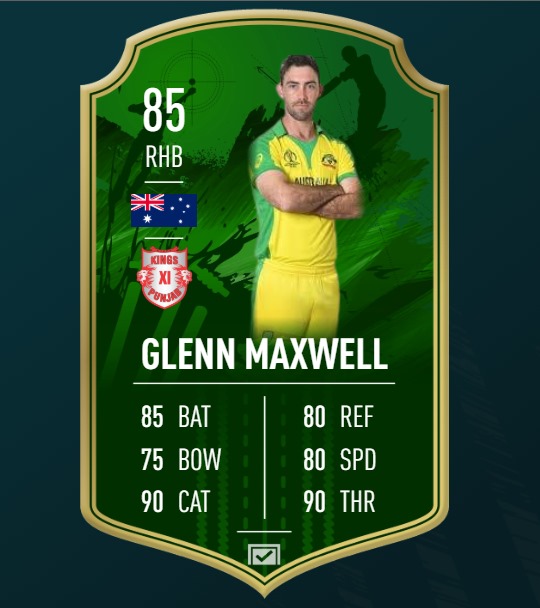 85
RHB
KINGS
XI
PUNJAB
AUSTRALIA
GLENN MAXWELL
85 BAT
75 BOW
90 CAT
80 REF
80 SPD
90 THR